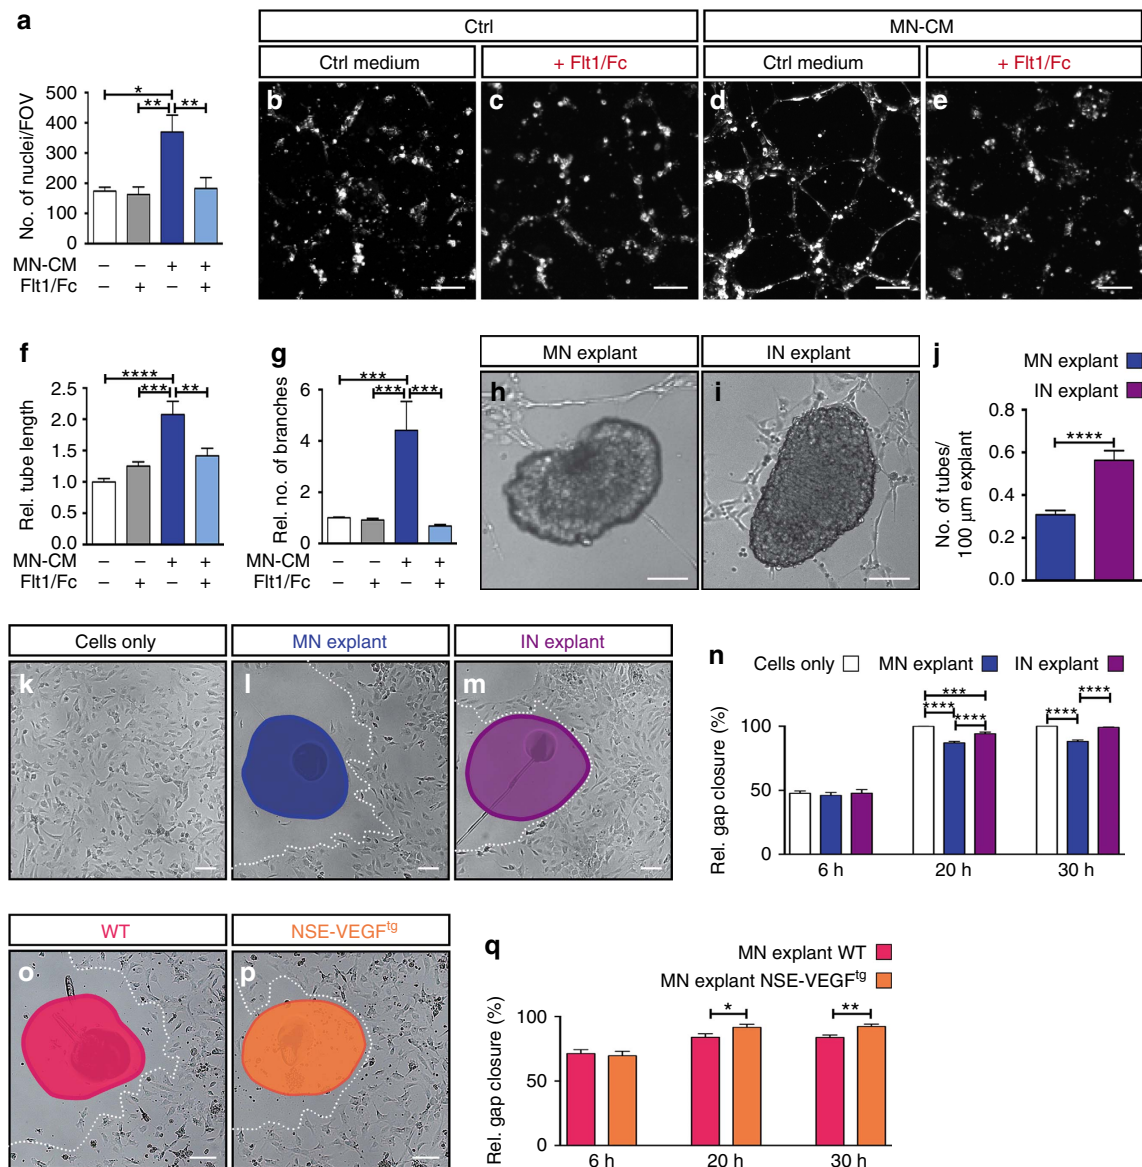 a
No. of nuclei/FOV
500
400
300
200
100
0
* ** **
MN-CM – – + +
Flt1/Fc – + – +
Ctrl MN-CM
Ctrl medium + Flt1/Fc Ctrl medium + Flt1/Fc
b c d e
f
Rel. tube length
2.5
2.0
1.5
1.0
0.5
0.0
****
*** **
MN-CM – – + +
Flt1/Fc – + – +
g
Rel. no. of branches
6
4
2
0
***
*** ***
MN-CM – – + +
Flt1/Fc – + – +
MN explant IN explant
h i
j
MN explant
IN explant
No. of tubes/
100 µm explant
0.8
0.6
0.4
0.2
0.0
****
Cells only MN explant IN explant
k l m
n
Cells only MN explant IN explant
Rel. gap closure (%)
100
50
0
***
**** ****
**** ****
6 h 20 h 30 h
WT NSE-VEGFtg
o p
q
MN explant WT
MN explant NSE-VEGFtg
Rel. gap closure (%)
100
50
0
* **
6 h 20 h 30 h